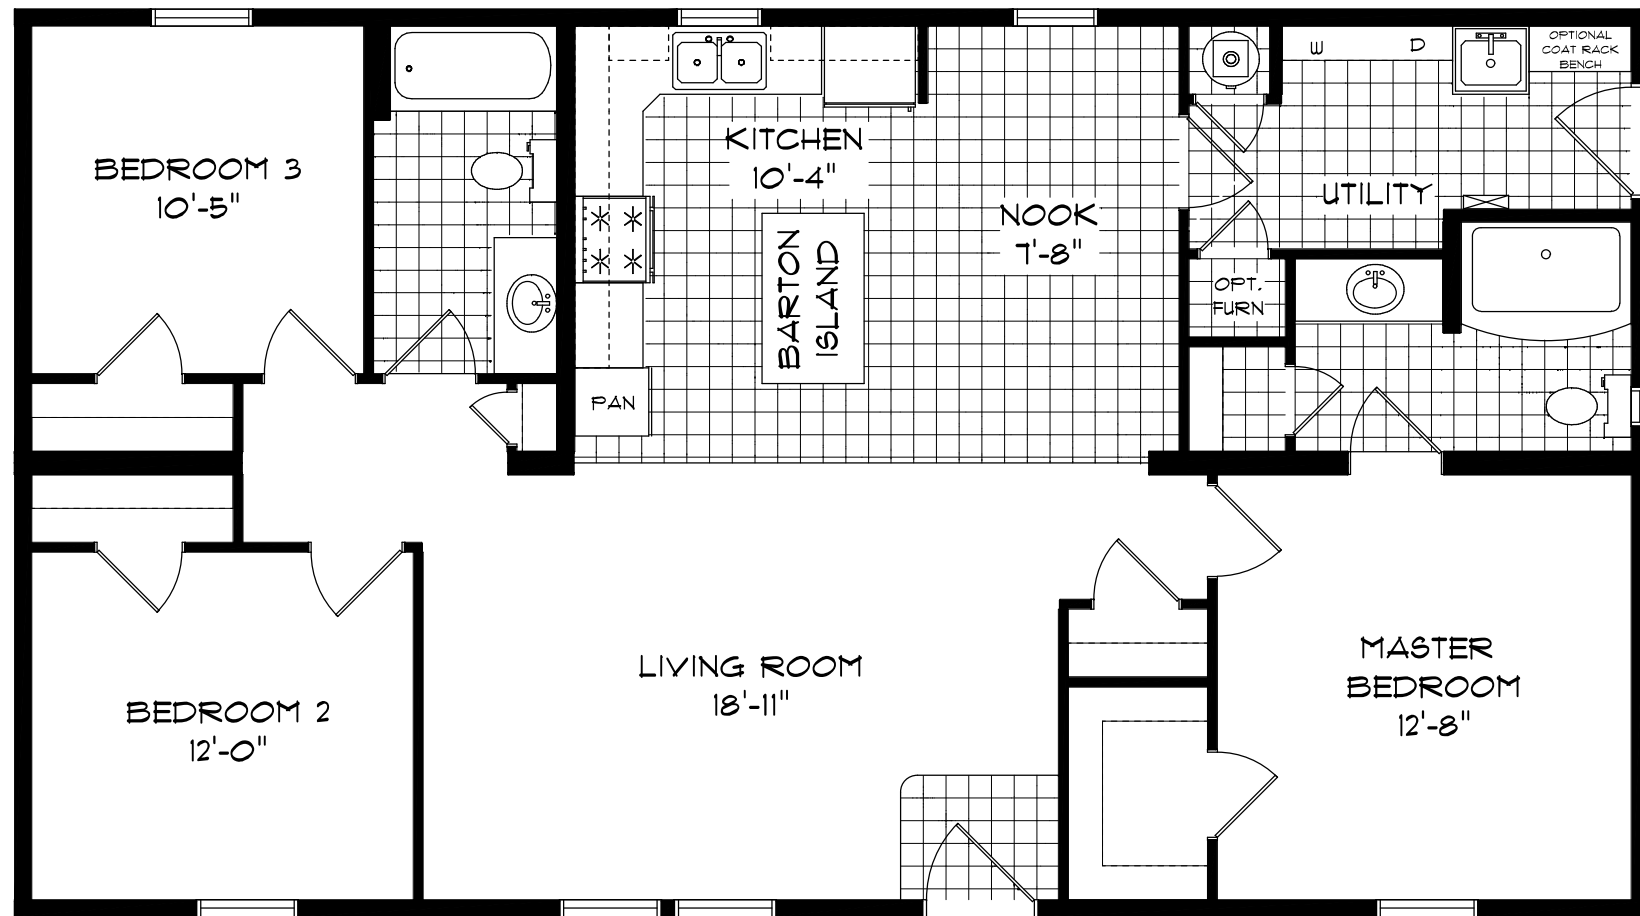 BEDROOM 3
10'-5"
KITCHEN
10'-4"
BARTON
ISLAND
PAN
NOOK
7'-8"
W D
OPTIONAL
COAT RACK
BENCH
UTILITY
OPT.
FURN
BEDROOM 2
12'-0"
LIVING ROOM
18'-11"
MASTER
BEDROOM
12'-8"